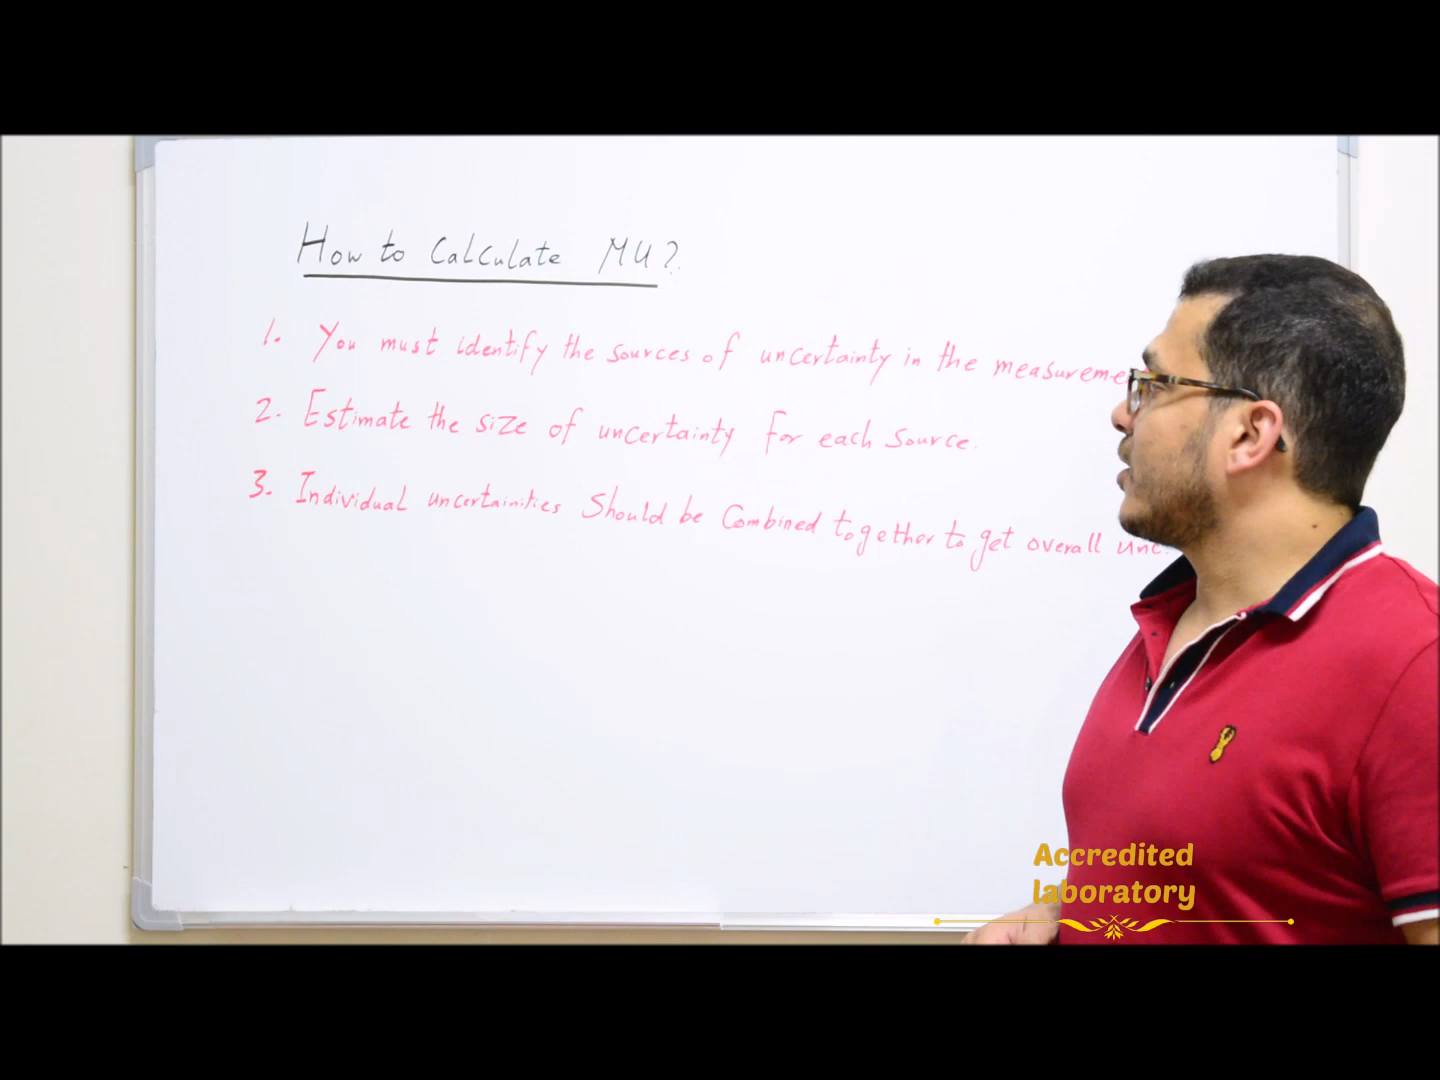 How to Calculate MU?
1. You must identify the sources of uncertainty in the measureme
2. Estimate the size of uncertainty for each source.
3. Individual uncertainities should be combined together to get overall unc.
Accredited
laboratory